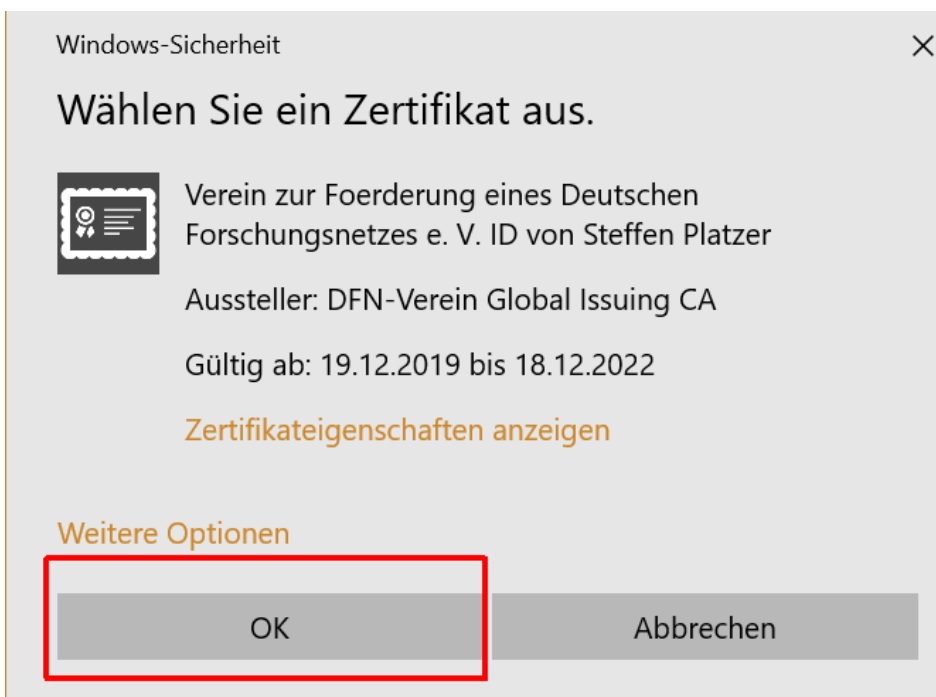 Windows-Sicherheit
Wählen Sie ein Zertifikat aus.
Verein zur Foerderung eines Deutschen
Forschungsnetzes e. V. ID von Steffen Platzer
Aussteller: DFN-Verein Global Issuing CA
Gültig ab: 19.12.2019 bis 18.12.2022
Zertifikateigenschaften anzeigen
Weitere Optionen
OK
Abbrechen